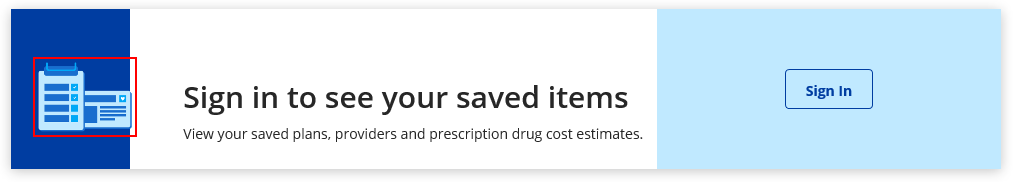 Sign in to see your saved items
View your saved plans, providers and prescription drug cost estimates.
Sign In